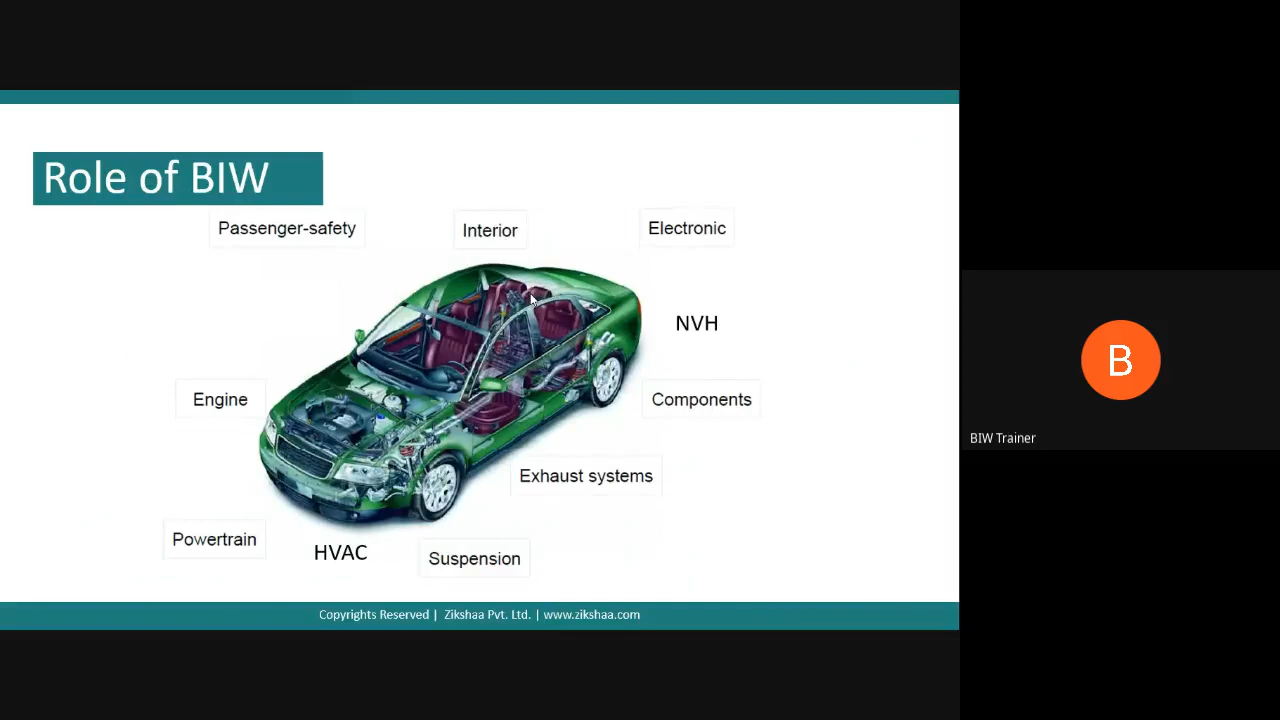 Role of BIW
Passenger-safety
Interior
Electronic
NVH
Engine
Components
Exhaust systems
Powertrain
HVAC
Suspension
Copyrights Reserved | Zikshaa Pvt. Ltd. | www.zikshaa.com
B
BIW Trainer